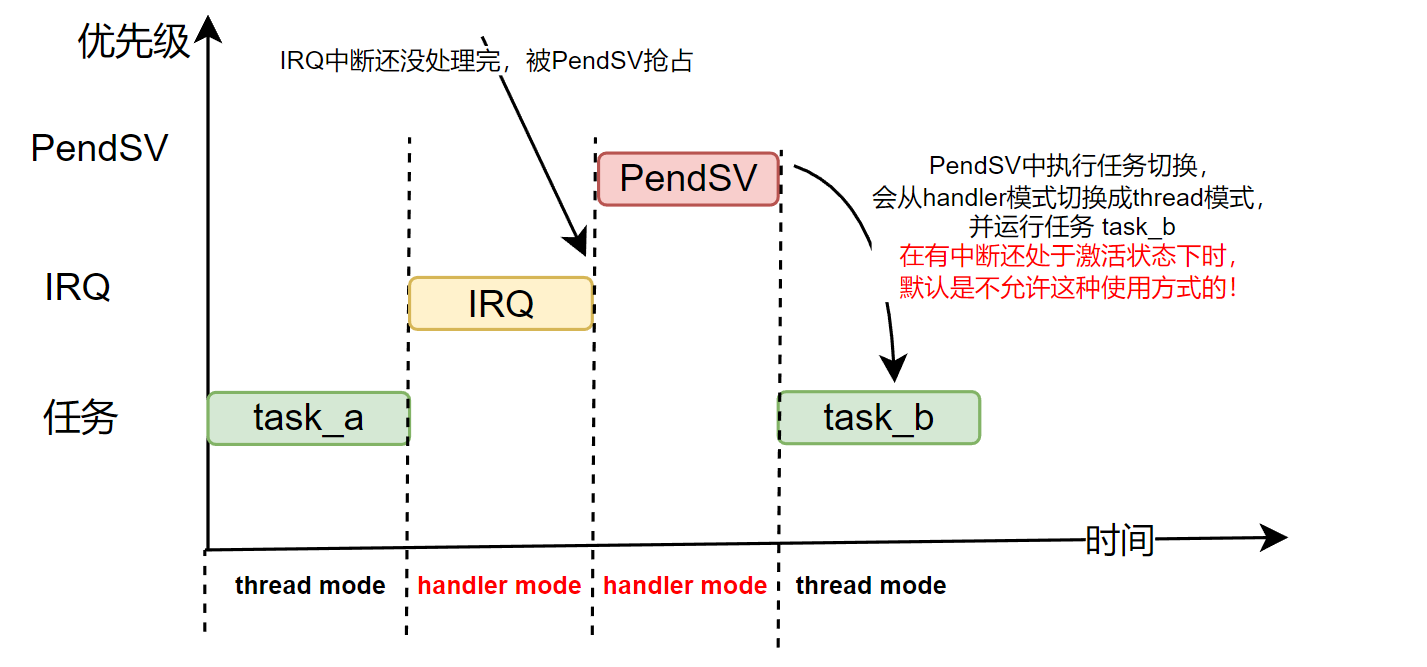 优先级
IRQ中断还没处理完，被PendSV抢占
PendSV
PendSV
PendSV中执行任务切换，
会从handler模式切换成thread模式，
并运行任务 task_b
在有中断还处于激活状态下时，
默认是不允许这种使用方式的！
IRQ
IRQ
任务
task_a
task_b
时间
thread mode
handler mode
handler mode
thread mode